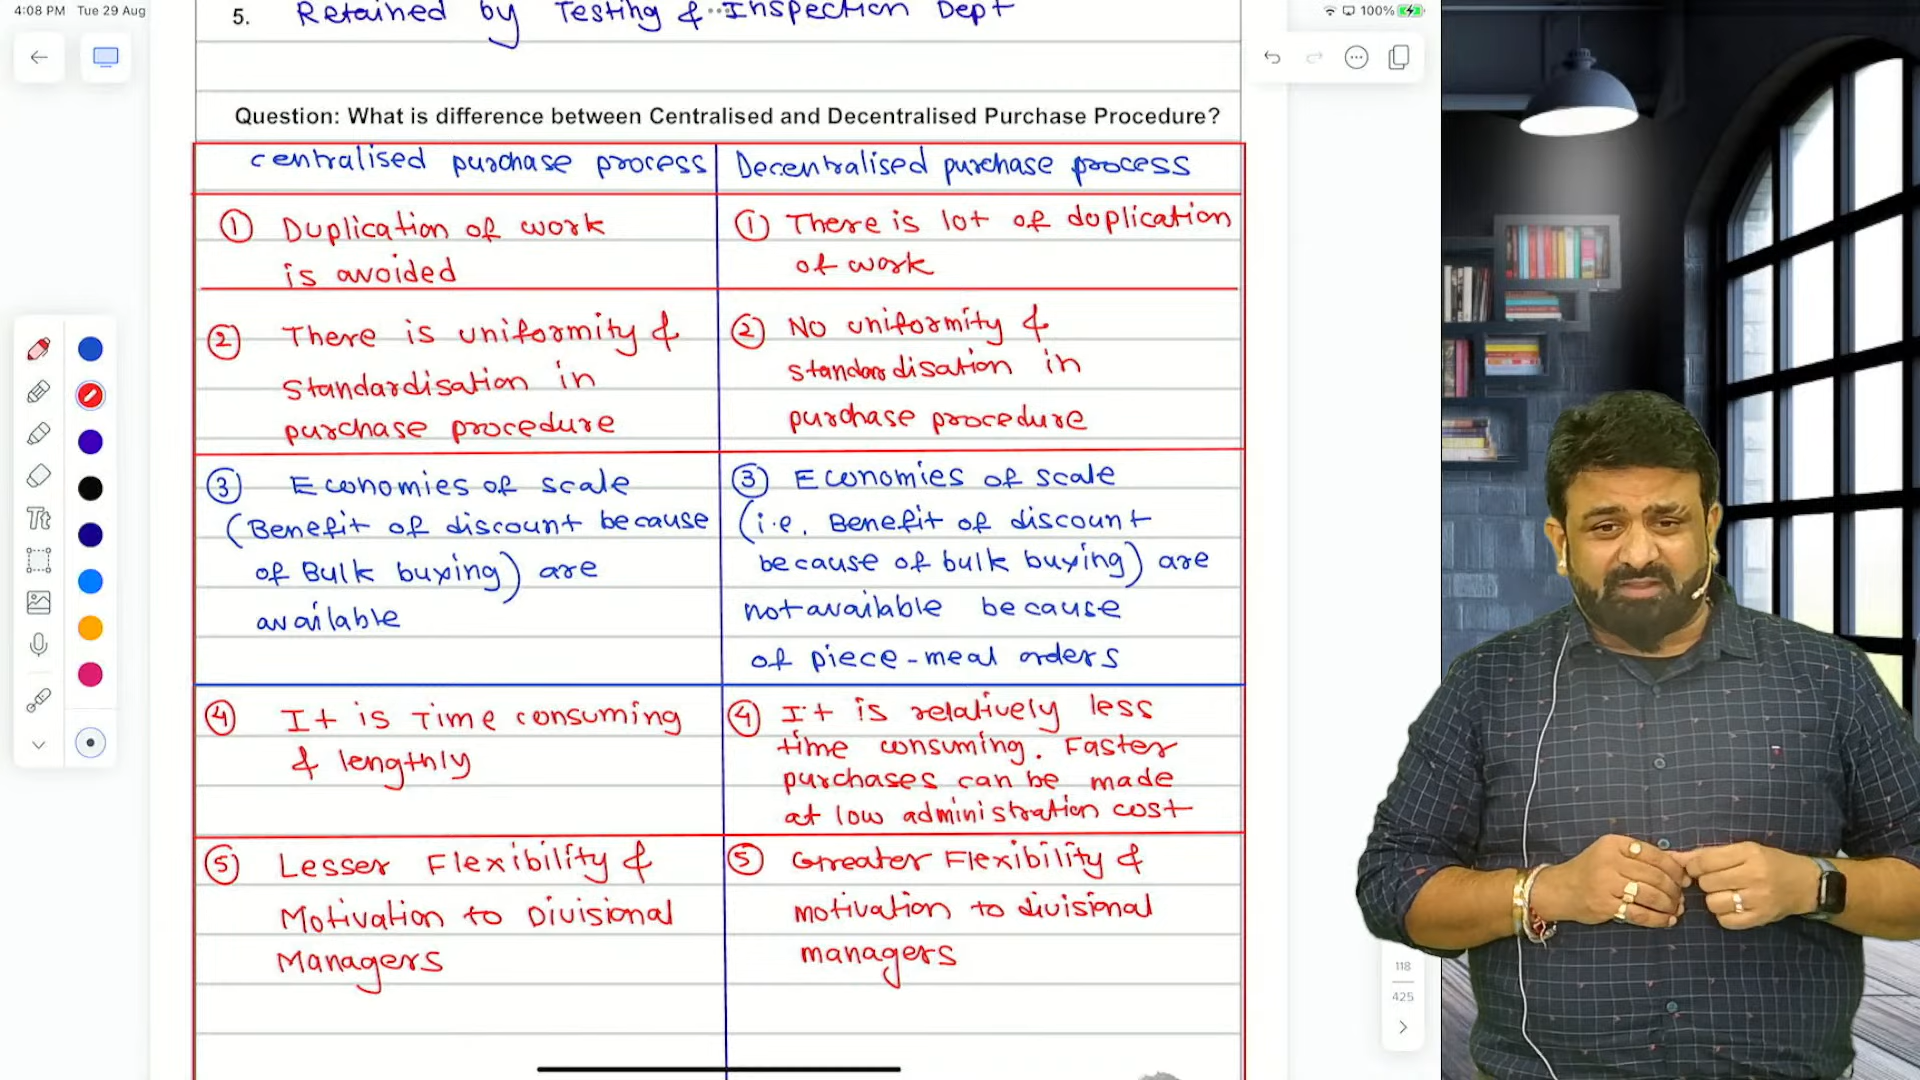 4:08 PM Tue 29 Aug
100%
5. Retained by Testing & Inspection Dept
Question: What is difference between Centralised and Decentralised Purchase Procedure?
centralised purchase process
Decentralised purchase process
① Duplication of work
is avoided
① There is lot of duplication
of work
② There is uniformity &
standardisation in
purchase procedure
② No uniformity &
standardisation in
purchase procedure
③ Economies of scale
(Benefit of discount because
of Bulk buying) are
available
③ Economies of scale
(i.e. Benefit of discount
because of bulk buying) are
not available because
of piece-meal orders
④ It is Time consuming
& lengthly
④ It is relatively less
time consuming. Faster
purchases can be made
at low administration cost
⑤ Lesser Flexibility &
Motivation to Divisional
Managers
⑤ Greater Flexibility &
motivation to divisional
managers
Tt
118
425